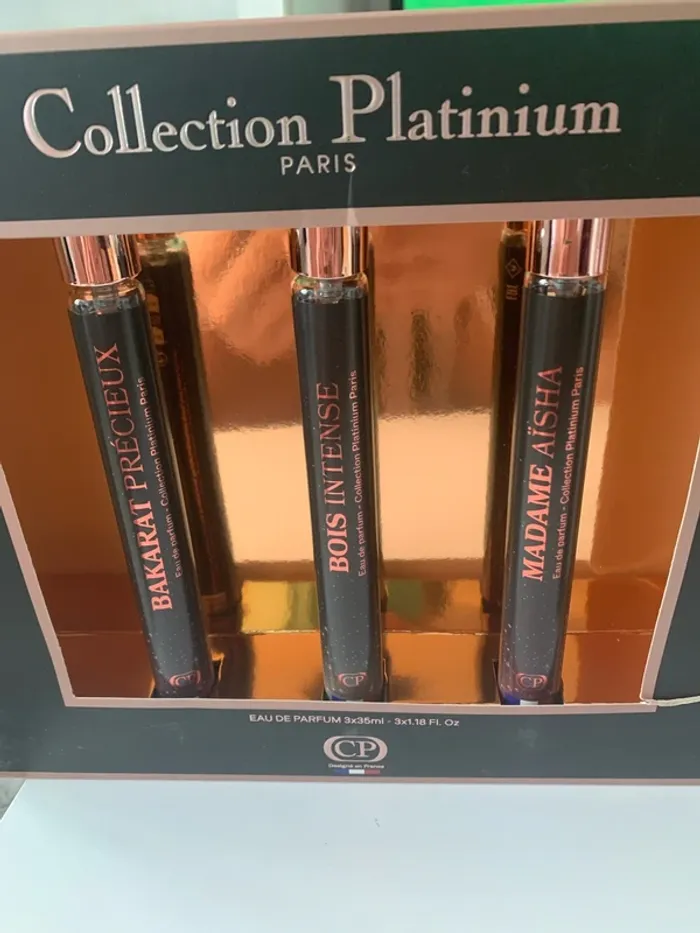 Collection Platinium
PARIS
BAKARAT PRÉCIEUX
Eau de parfum - Collection Platinium Paris
CP
BOIS INTENSE
Eau de parfum - Collection Platinium Paris
CP
MADAME AÏSHA
Eau de parfum - Collection Platinium Paris
CP
EAU DE PARFUM 3x35ml - 3x1.18 Fl. Oz
CP
Designé en France